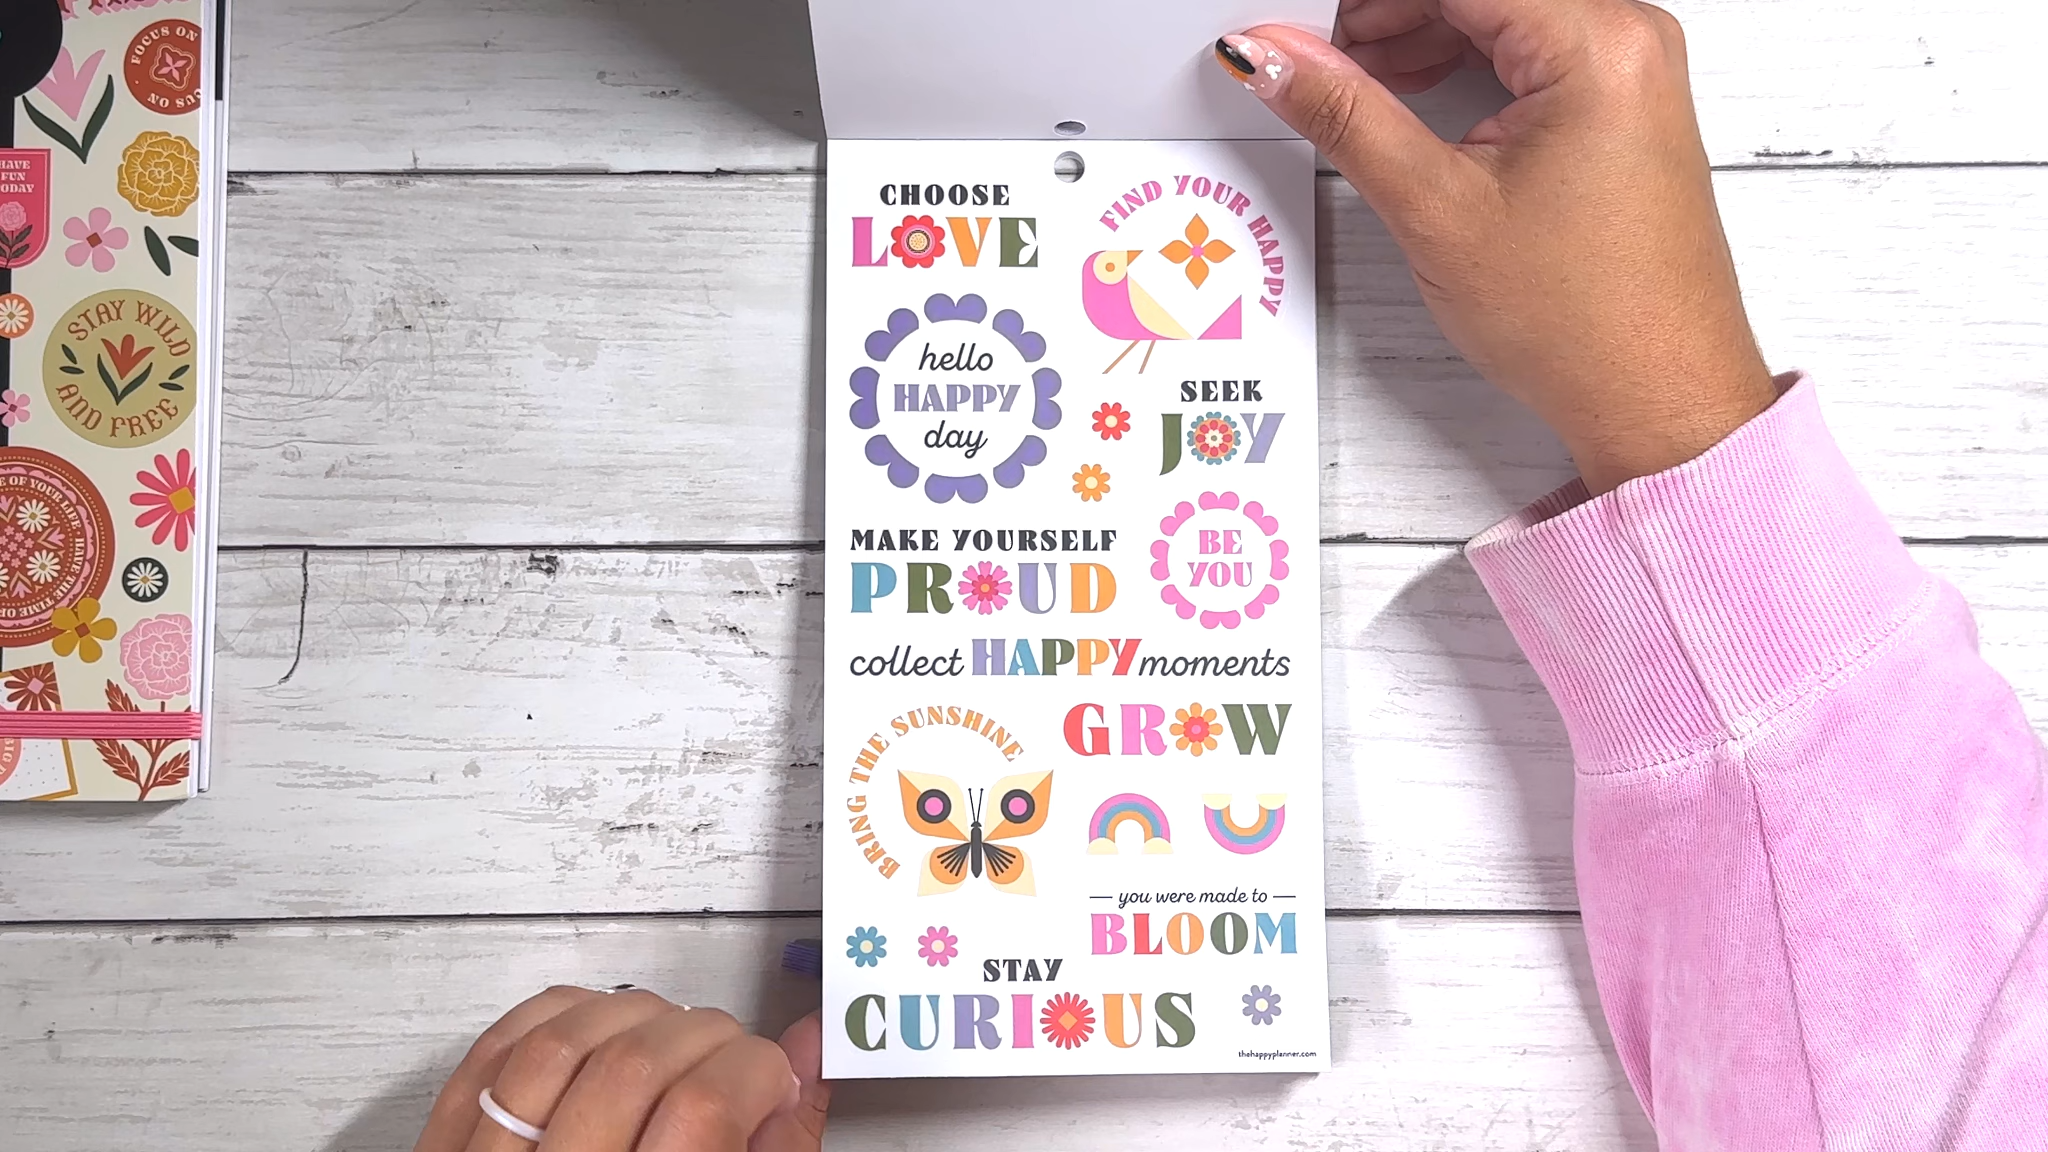 FOCUS ON
HAVE
FUN
TODAY
STAY WILD
AND FREE
CHOOSE
LOVE
FIND YOUR HAPPY
hello
HAPPY
day
SEEK
JOY
MAKE YOURSELF
PROUD
BE
YOU
collect HAPPY moments
BRING THE SUNSHINE
GROW
you were made to
BLOOM
STAY
CURIOUS
thehappyplanner.com